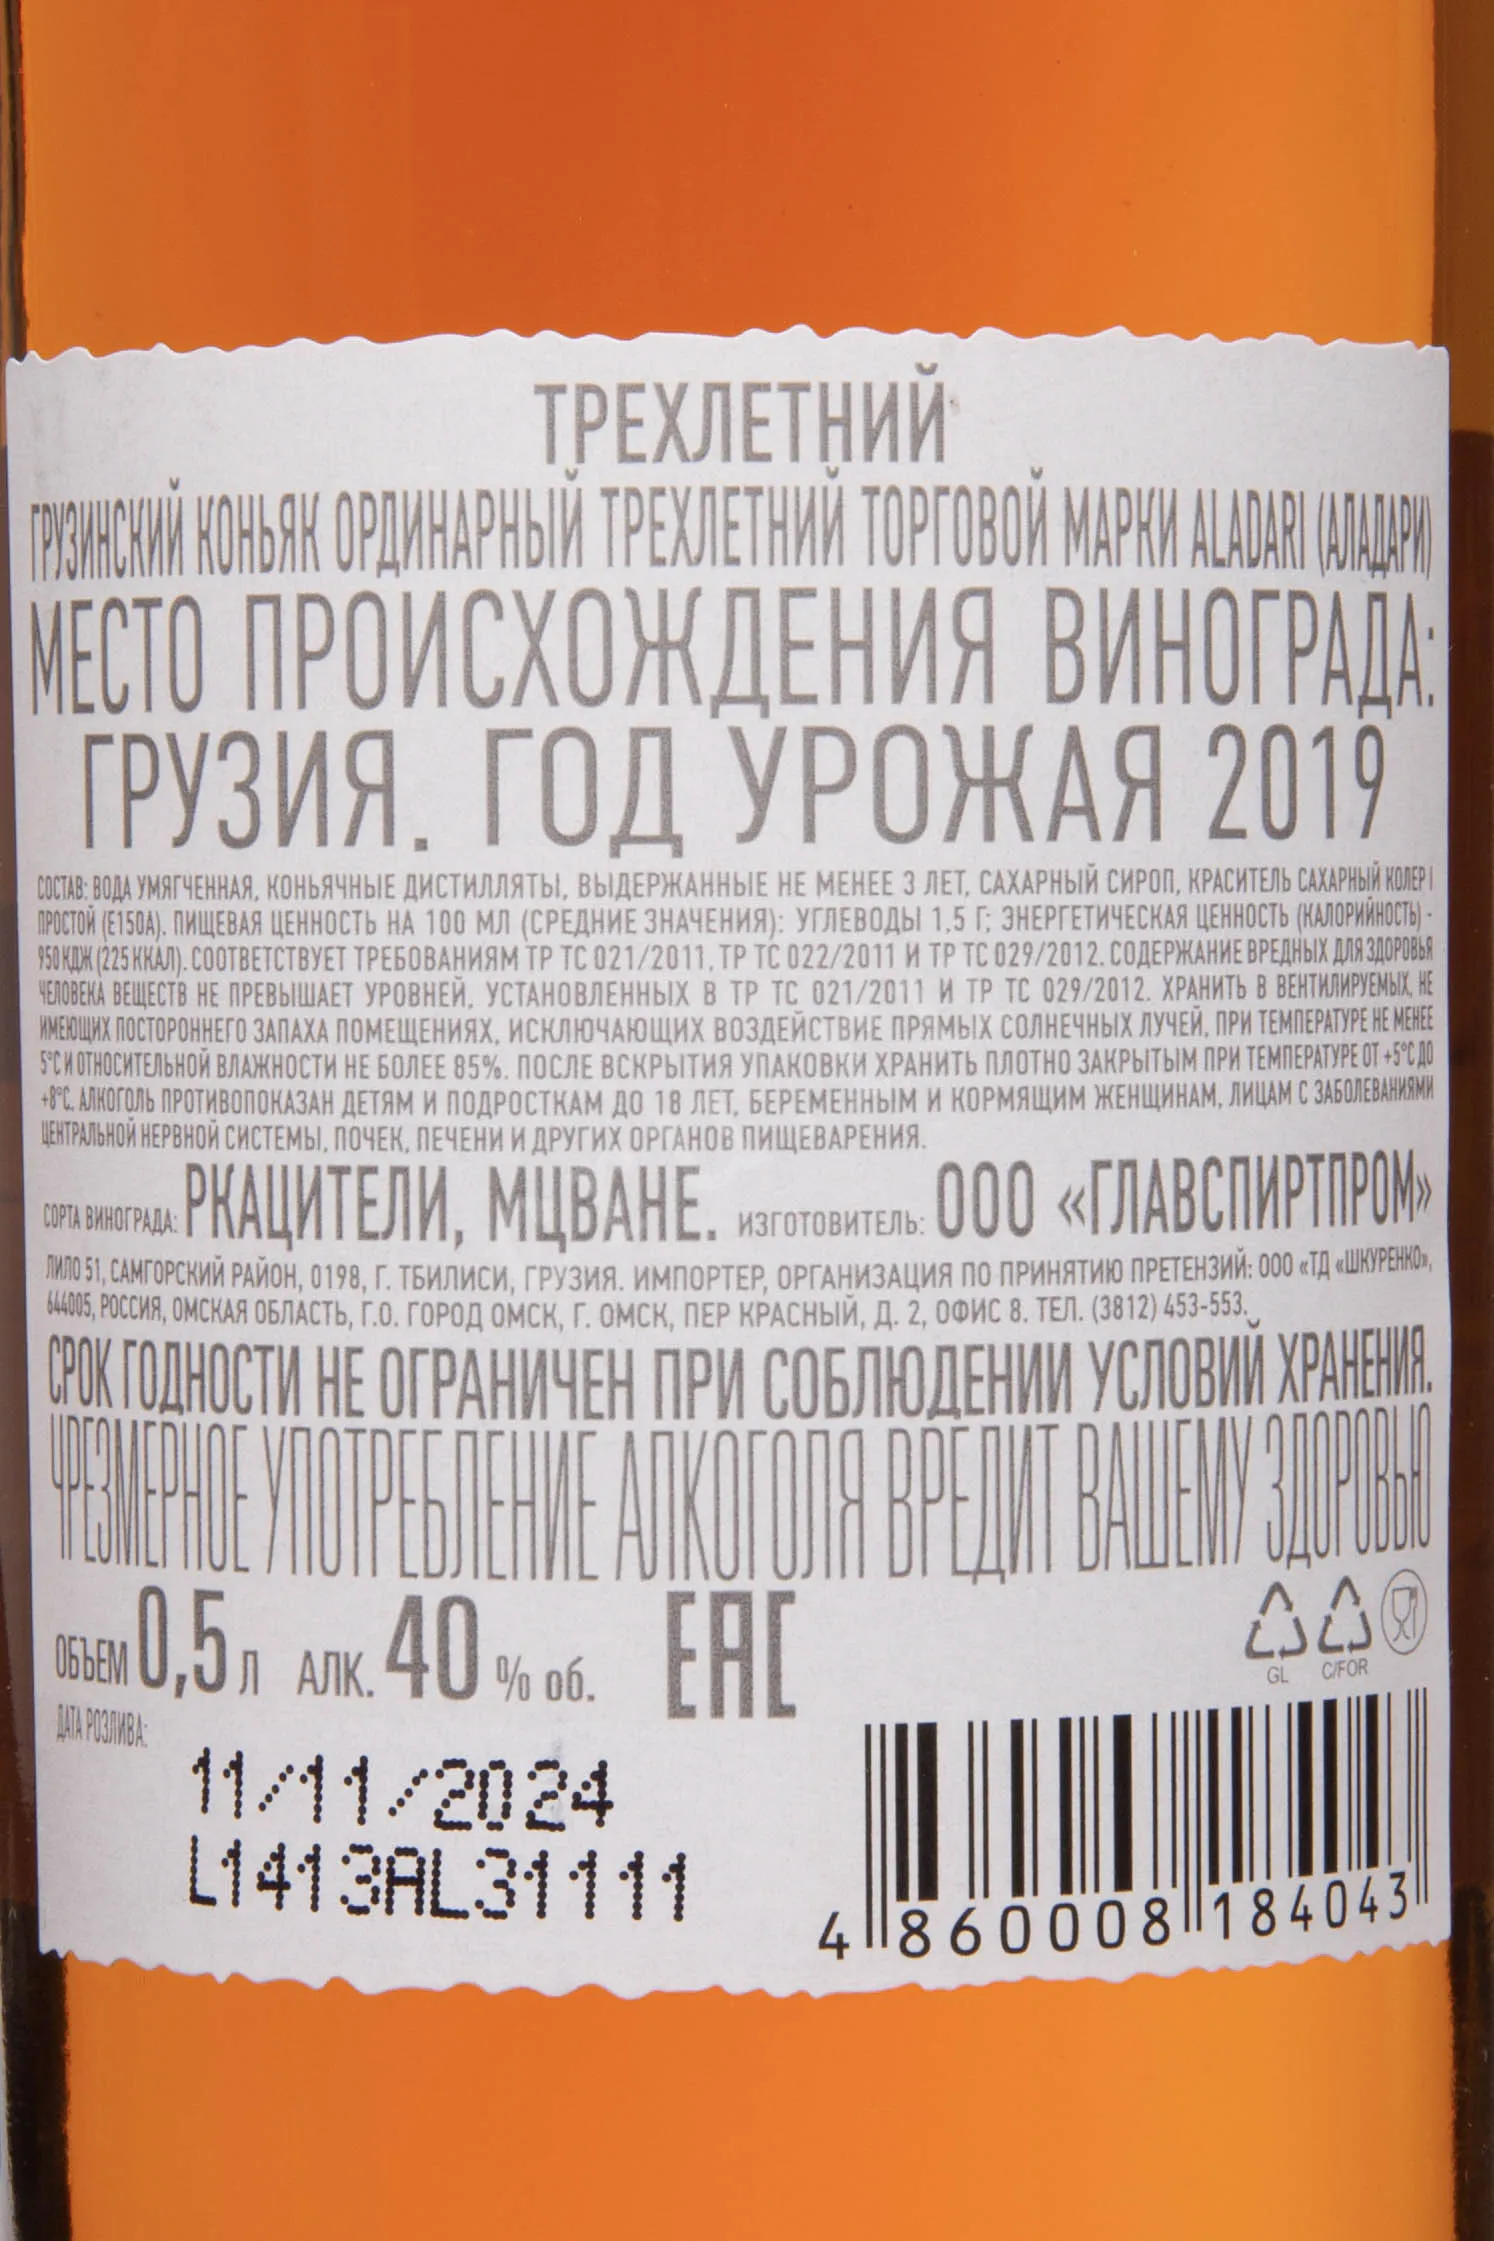 ТРЕХЛЕТНИЙ
ГРУЗИНСКИЙ КОНЬЯК ОРДИНАРНЫЙ ТРЕХЛЕТНИЙ ТОРГОВОЙ МАРКИ ALADARI (АЛАДАРИ)
МЕСТО ПРОИСХОЖДЕНИЯ ВИНОГРАДА:
ГРУЗИЯ. ГОД УРОЖАЯ 2019
СОСТАВ: ВОДА УМЯГЧЕННАЯ, КОНЬЯЧНЫЕ ДИСТИЛЛЯТЫ, ВЫДЕРЖАННЫЕ НЕ МЕНЕЕ 3 ЛЕТ, САХАРНЫЙ СИРОП, КРАСИТЕЛЬ САХАРНЫЙ КОЛЕР I
ПРОСТОЙ (Е150А). ПИЩЕВАЯ ЦЕННОСТЬ НА 100 МЛ (СРЕДНИЕ ЗНАЧЕНИЯ): УГЛЕВОДЫ 1,5 Г; ЭНЕРГЕТИЧЕСКАЯ ЦЕННОСТЬ (КАЛОРИЙНОСТЬ) -
950 КДЖ (225 ККАЛ). СООТВЕТСТВУЕТ ТРЕБОВАНИЯМ ТР ТС 021/2011, ТР ТС 022/2011 И ТР ТС 029/2012. СОДЕРЖАНИЕ ВРЕДНЫХ ДЛЯ ЗДОРОВЬЯ
ЧЕЛОВЕКА ВЕЩЕСТВ НЕ ПРЕВЫШАЕТ УРОВНЕЙ, УСТАНОВЛЕННЫХ В ТР ТС 021/2011 И ТР ТС 029/2012. ХРАНИТЬ В ВЕНТИЛИРУЕМЫХ, НЕ
ИМЕЮЩИХ ПОСТОРОННЕГО ЗАПАХА ПОМЕЩЕНИЯХ, ИСКЛЮЧАЮЩИХ ВОЗДЕЙСТВИЕ ПРЯМЫХ СОЛНЕЧНЫХ ЛУЧЕЙ, ПРИ ТЕМПЕРАТУРЕ НЕ МЕНЕЕ
5°С И ОТНОСИТЕЛЬНОЙ ВЛАЖНОСТИ НЕ БОЛЕЕ 85%. ПОСЛЕ ВСКРЫТИЯ УПАКОВКИ ХРАНИТЬ ПЛОТНО ЗАКРЫТЫМ ПРИ ТЕМПЕРАТУРЕ ОТ +5°С ДО
+8°С. АЛКОГОЛЬ ПРОТИВОПОКАЗАН ДЕТЯМ И ПОДРОСТКАМ ДО 18 ЛЕТ, БЕРЕМЕННЫМ И КОРМЯЩИМ ЖЕНЩИНАМ, ЛИЦАМ С ЗАБОЛЕВАНИЯМИ
ЦЕНТРАЛЬНОЙ НЕРВНОЙ СИСТЕМЫ, ПОЧЕК, ПЕЧЕНИ И ДРУГИХ ОРГАНОВ ПИЩЕВАРЕНИЯ.
СОРТА ВИНОГРАДА: РКАЦИТЕЛИ, МЦВАНЕ. ИЗГОТОВИТЕЛЬ: ООО «ГЛАВСПИРТПРОМ»
ЛИЛО 51, САМГОРСКИЙ РАЙОН, 0198, Г. ТБИЛИСИ, ГРУЗИЯ. ИМПОРТЕР, ОРГАНИЗАЦИЯ ПО ПРИНЯТИЮ ПРЕТЕНЗИЙ: ООО «ТД «ШКУРЕНКО»,
644005, РОССИЯ, ОМСКАЯ ОБЛАСТЬ, Г.О. ГОРОД ОМСК, Г. ОМСК, ПЕР КРАСНЫЙ, Д. 2, ОФИС 8. ТЕЛ. (3812) 453-553.
СРОК ГОДНОСТИ НЕ ОГРАНИЧЕН ПРИ СОБЛЮДЕНИИ УСЛОВИЙ ХРАНЕНИЯ.
ЧРЕЗМЕРНОЕ УПОТРЕБЛЕНИЕ АЛКОГОЛЯ ВРЕДИТ ВАШЕМУ ЗДОРОВЬЮ
ОБЪЕМ 0,5 Л АЛК. 40 % об. EAC
GL C/FOR
ДАТА РОЗЛИВА:
11/11/2024
L1413AL31111
4 860008 184043